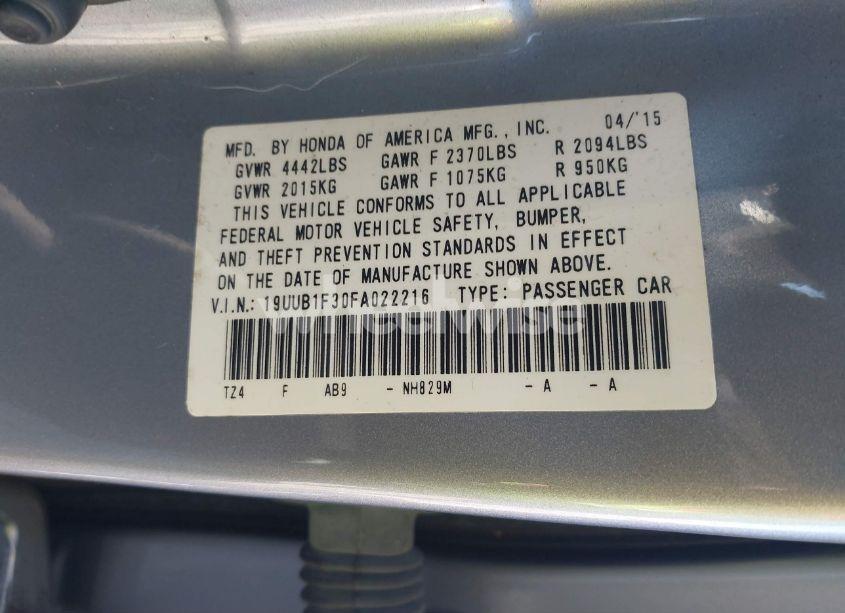 MFD. BY HONDA OF AMERICA MFG., INC. 04/'15
GVWR 4442LBS GAWR F 2370LBS R 2094LBS
GVWR 2015KG GAWR F 1075KG R 950KG
THIS VEHICLE CONFORMS TO ALL APPLICABLE
FEDERAL MOTOR VEHICLE SAFETY, BUMPER,
AND THEFT PREVENTION STANDARDS IN EFFECT
ON THE DATE OF MANUFACTURE SHOWN ABOVE.
V.I.N.: 19UUB1F30FA022216 TYPE: PASSENGER CAR
wheelwise
TZ4 F AB9 - NH829M - A - A